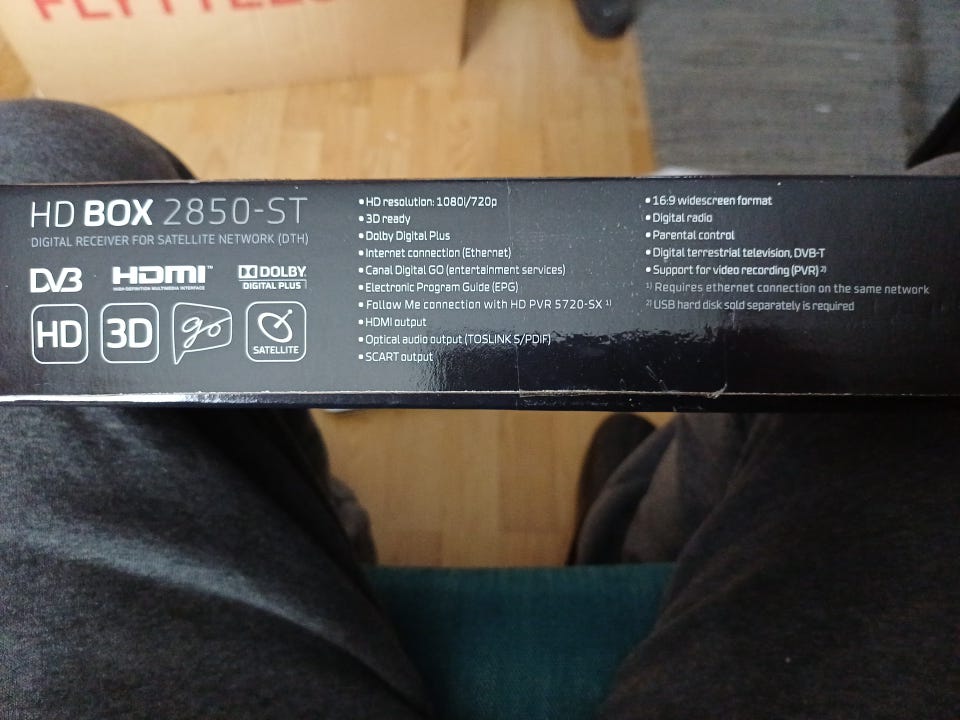 HD BOX 2850-ST
DIGITAL RECEIVER FOR SATELLITE NETWORK (DTH)
DVB HDMI™ DOLBY
HIGH-DEFINITION MULTIMEDIA INTERFACE DIGITAL PLUS
HD 3D go SATELLITE
• HD resolution: 1080i/720p
• 3D ready
• Dolby Digital Plus
• Internet connection (Ethernet)
• Canal Digital GO (entertainment services)
• Electronic Program Guide (EPG)
• Follow Me connection with HD PVR 5720-SX 1)
• HDMI output
• Optical audio output (TOSLINK S/PDIF)
• SCART output
• 16:9 widescreen format
• Digital radio
• Parental control
• Digital terrestrial television, DVB-T
• Support for video recording (PVR) 2)
1) Requires ethernet connection on the same network
2) USB hard disk sold separately is required